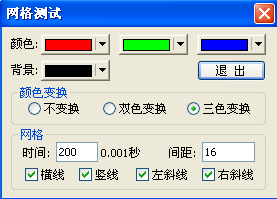 网格测试
颜色:
背景:
退 出
颜色变换
不变换 双色变换 三色变换
网格
时间: 200 0.001秒 间距: 16
横线 竖线 左斜线 右斜线